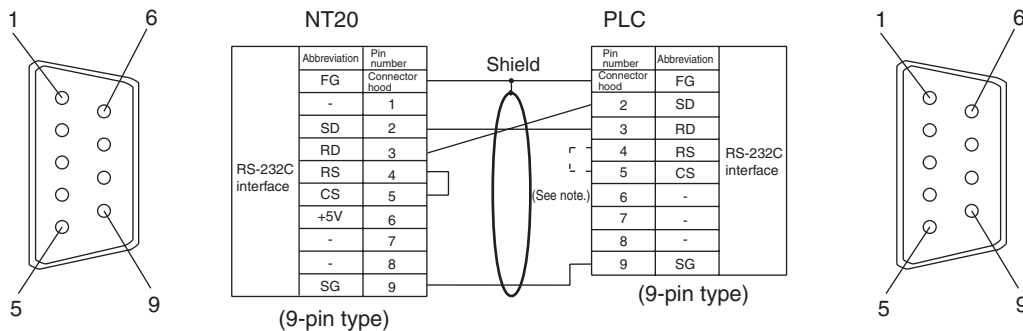 NT20
PLC
1
6
5
9
RS-232C
interface
Abbreviation Pin
number
FG Connector
hood
- 1
SD 2
RD 3
RS 4
CS 5
+5V 6
- 7
- 8
SG 9
(9-pin type)
Shield
(See note.)
Pin
number Abbreviation
Connector
hood FG
2 SD
3 RD
4 RS
5 CS
6 -
7 -
8 -
9 SG
RS-232C
interface
(9-pin type)
1
6
5
9